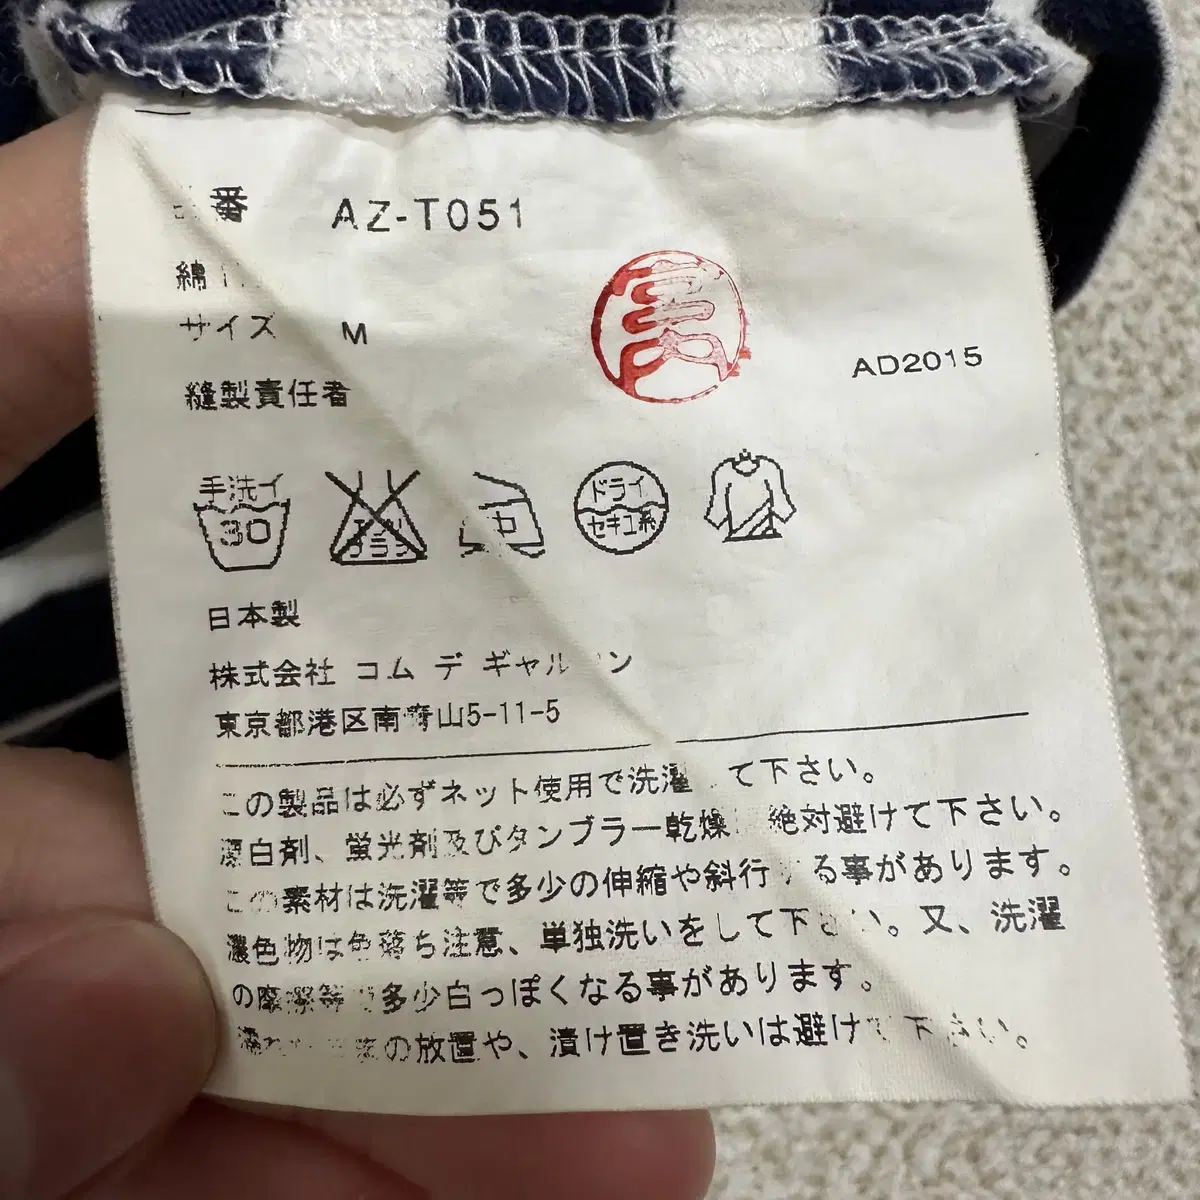 番 AZ-T051
綿
サイズ M
AD2015
縫製責任者
手洗イ
30
ドライ
セキユ系
日本製
株式会社 コム デ ギャル ン
東京都港区南青山5-11-5
この製品は必ずネット使用で洗濯 て下さい。
漂白剤、蛍光剤及びタンブラー乾燥 絶対避けて下さい。
この素材は洗濯等で多少の伸縮や斜行 る事があります。
濃色物は色落ち注意、単独洗いをして下さい。又、洗濯
の摩擦等で多少白っぽくなる事があります。
の放置や、漬け置き洗いは避けて下さい。